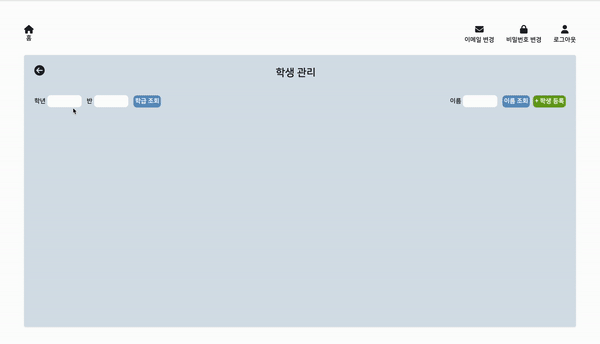 홈
이메일 변경 비밀번호 변경 로그아웃
학생 관리
학년 반 학급 조회 이름 이름 조회 + 학생 등록